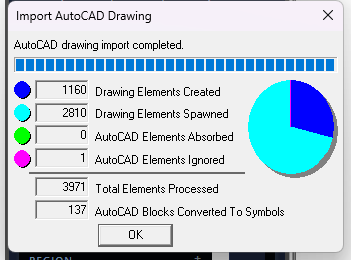 Import AutoCAD Drawing
AutoCAD drawing import completed.
1160 Drawing Elements Created
2810 Drawing Elements Spawned
0 AutoCAD Elements Absorbed
1 AutoCAD Elements Ignored
3971 Total Elements Processed
137 AutoCAD Blocks Converted To Symbols
OK
REGION